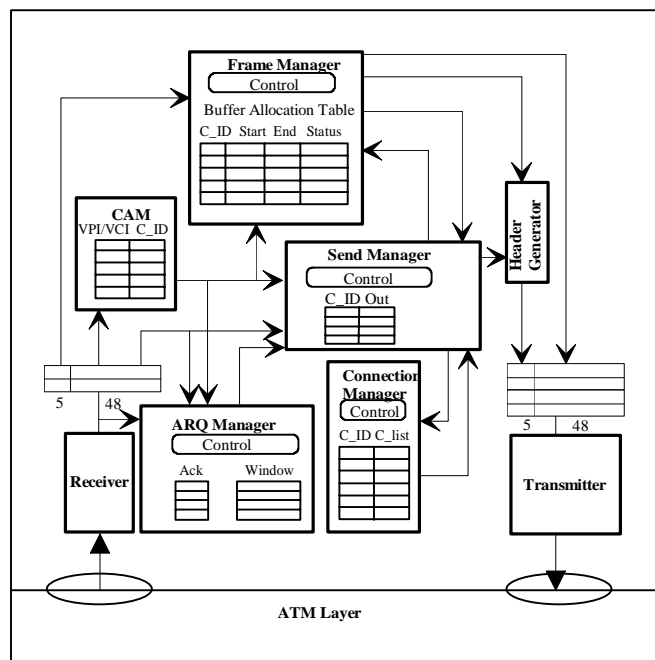 Frame Manager
Control
Buffer Allocation Table
C_ID Start End Status
CAM
VPI/VCI C_ID
Send Manager
Control
C_ID Out
Header
Generator
Connection
Manager
Control
C_ID C_list
5 48
ARQ Manager
Control
Ack Window
Receiver
5 48
Transmitter
ATM Layer